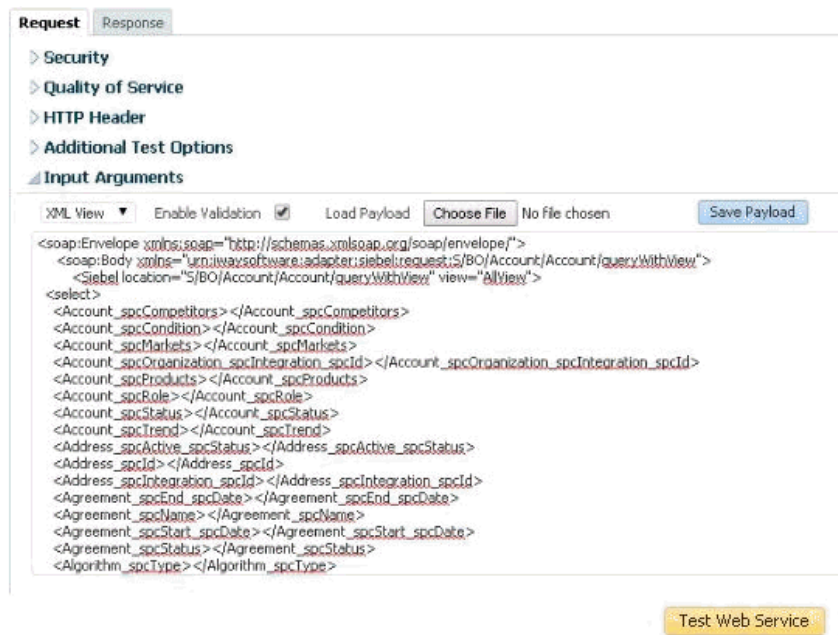 Request Response
Security
Quality of Service
HTTP Header
Additional Test Options
Input Arguments
XML View Enable Validation Load Payload Choose File No file chosen Save Payload
<soap:Envelope xmlns:soap="http://schemas.xmlsoap.org/soap/envelope/">
<soap:Body xmlns="urn:iwaysoftware:adapter:siebel:request:S/BO/Account/Account/queryWithView">
<Siebel location="S/BO/Account/Account/queryWithView" view="AllView">
<select>
<Account_spcCompetitors></Account_spcCompetitors>
<Account_spcCondition></Account_spcCondition>
<Account_spcMarkets></Account_spcMarkets>
<Account_spcOrganization_spcIntegration_spcId></Account_spcOrganization_spcIntegration_spcId>
<Account_spcProducts></Account_spcProducts>
<Account_spcRole></Account_spcRole>
<Account_spcStatus></Account_spcStatus>
<Account_spcTrend></Account_spcTrend>
<Address_spcActive_spcStatus></Address_spcActive_spcStatus>
<Address_spcId></Address_spcId>
<Address_spcIntegration_spcId></Address_spcIntegration_spcId>
<Agreement_spcEnd_spcDate></Agreement_spcEnd_spcDate>
<Agreement_spcName></Agreement_spcName>
<Agreement_spcStart_spcDate></Agreement_spcStart_spcDate>
<Agreement_spcStatus></Agreement_spcStatus>
<Algorithm_spcType></Algorithm_spcType>
Test Web Service